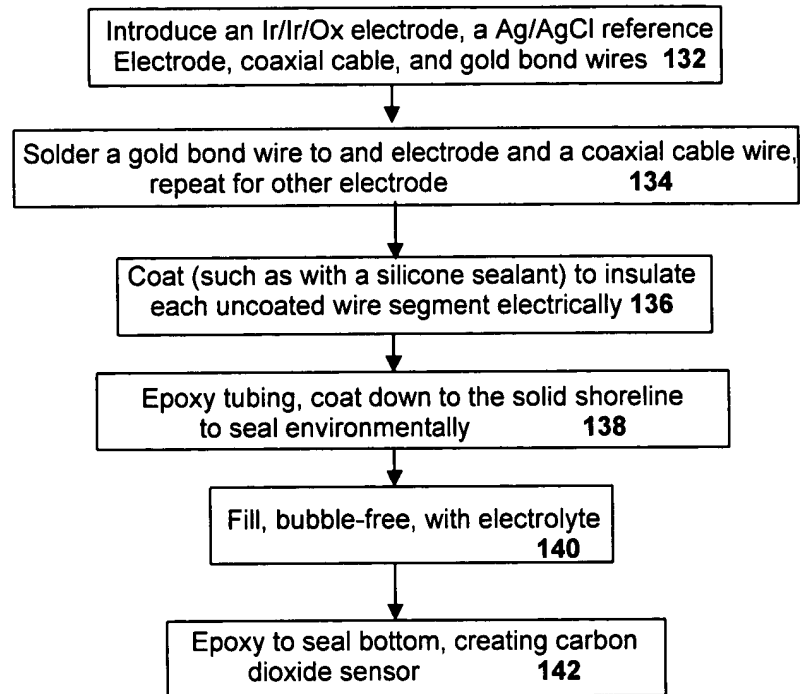 Introduce an Ir/Ir/Ox electrode, a Ag/AgCl reference
Electrode, coaxial cable, and gold bond wires 132
Solder a gold bond wire to and electrode and a coaxial cable wire,
repeat for other electrode 134
Coat (such as with a silicone sealant) to insulate
each uncoated wire segment electrically 136
Epoxy tubing, coat down to the solid shoreline
to seal environmentally 138
Fill, bubble-free, with electrolyte
140
Epoxy to seal bottom, creating carbon
dioxide sensor 142